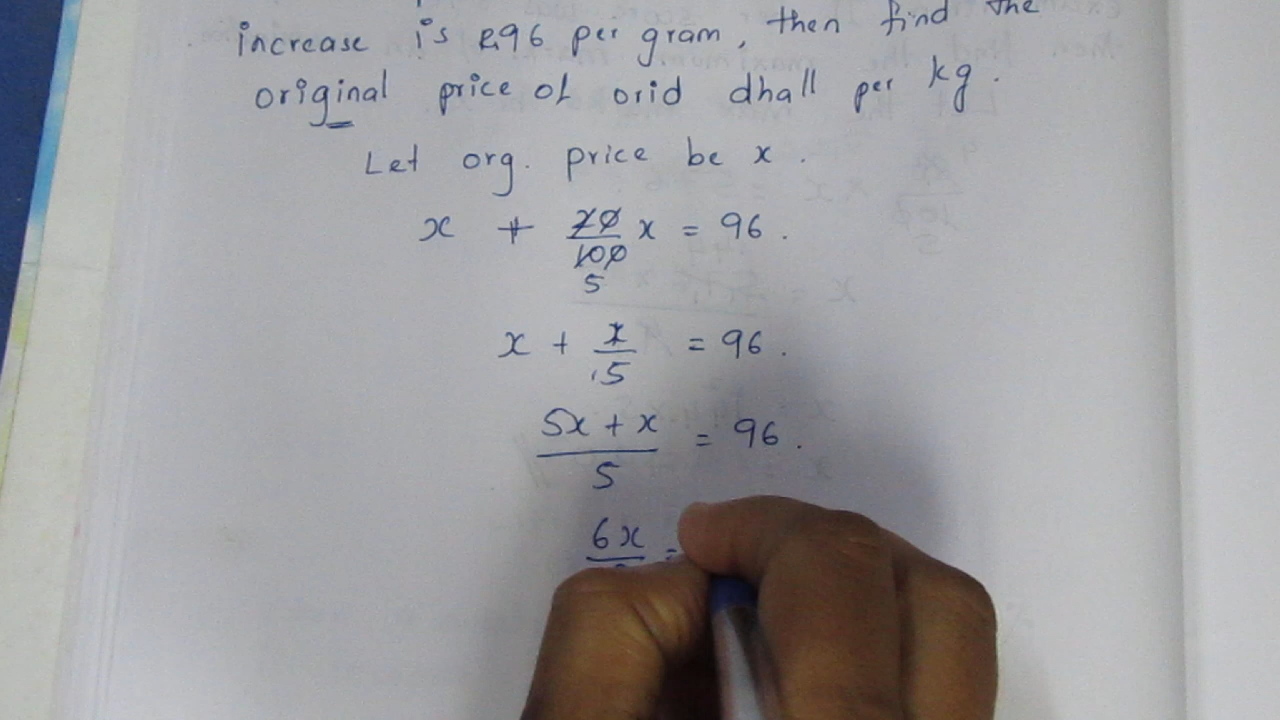 increase is ₹96 per gram, then find the
original price of orid dhall per kg.
Let org. price be x.
x + 20/100 x = 96.
5
x + x/5 = 96.
5x + x/5 = 96.
6x =